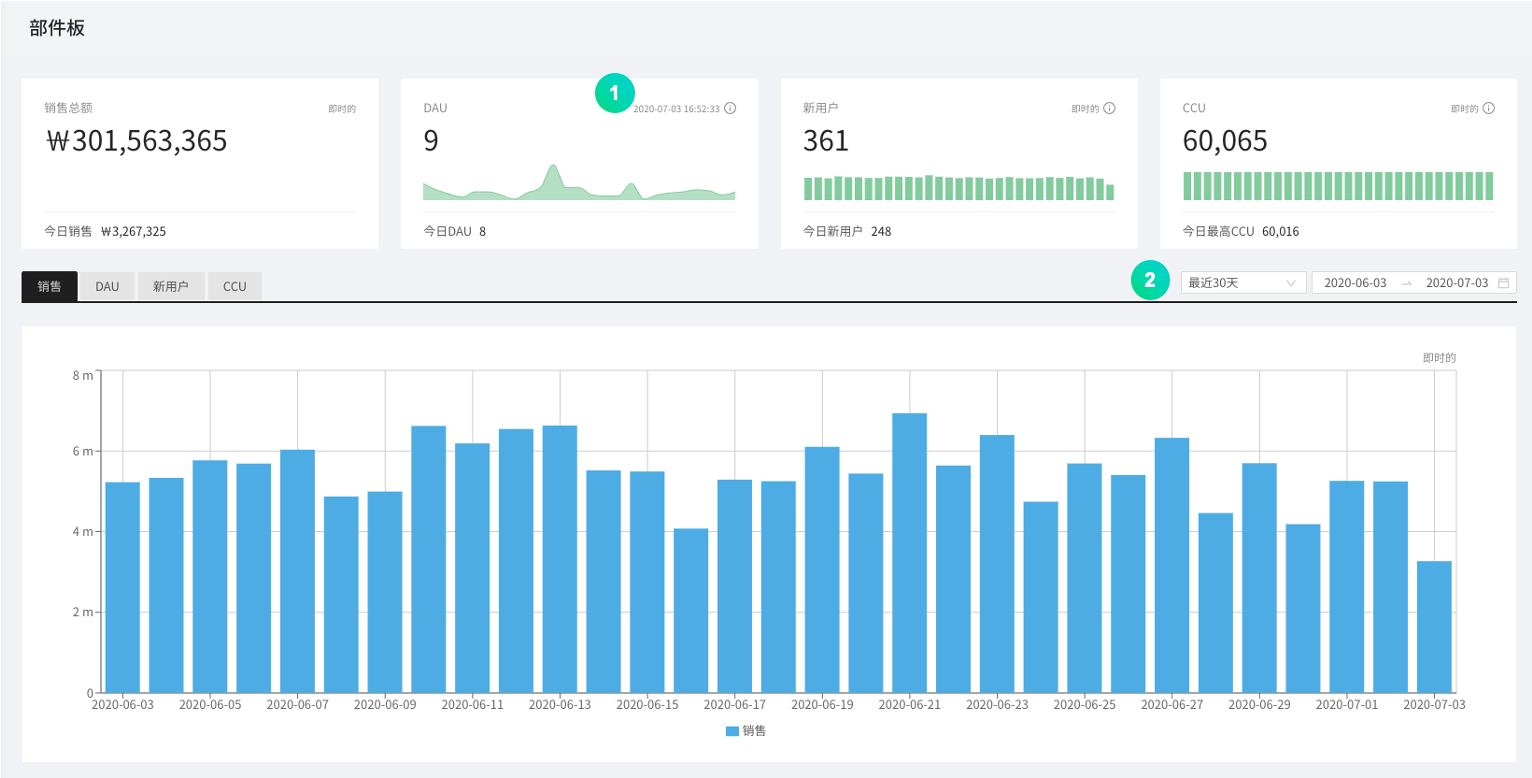 部件板
销售总额
即时的
₩301,563,365
今日销售 ₩3,267,325
1
DAU
2020-07-03 16:52:33
9
今日DAU 8
新用户
即时的
361
今日新用户 248
CCU
即时的
60,065
今日最高CCU 60,016
销售
DAU
新用户
CCU
2
最近30天
2020-06-03
2020-07-03
即时的
8 m
6 m
4 m
2 m
0
2020-06-03
2020-06-05
2020-06-07
2020-06-09
2020-06-11
2020-06-13
2020-06-15
2020-06-17
2020-06-19
2020-06-21
2020-06-23
2020-06-25
2020-06-27
2020-06-29
2020-07-01
2020-07-03
销售